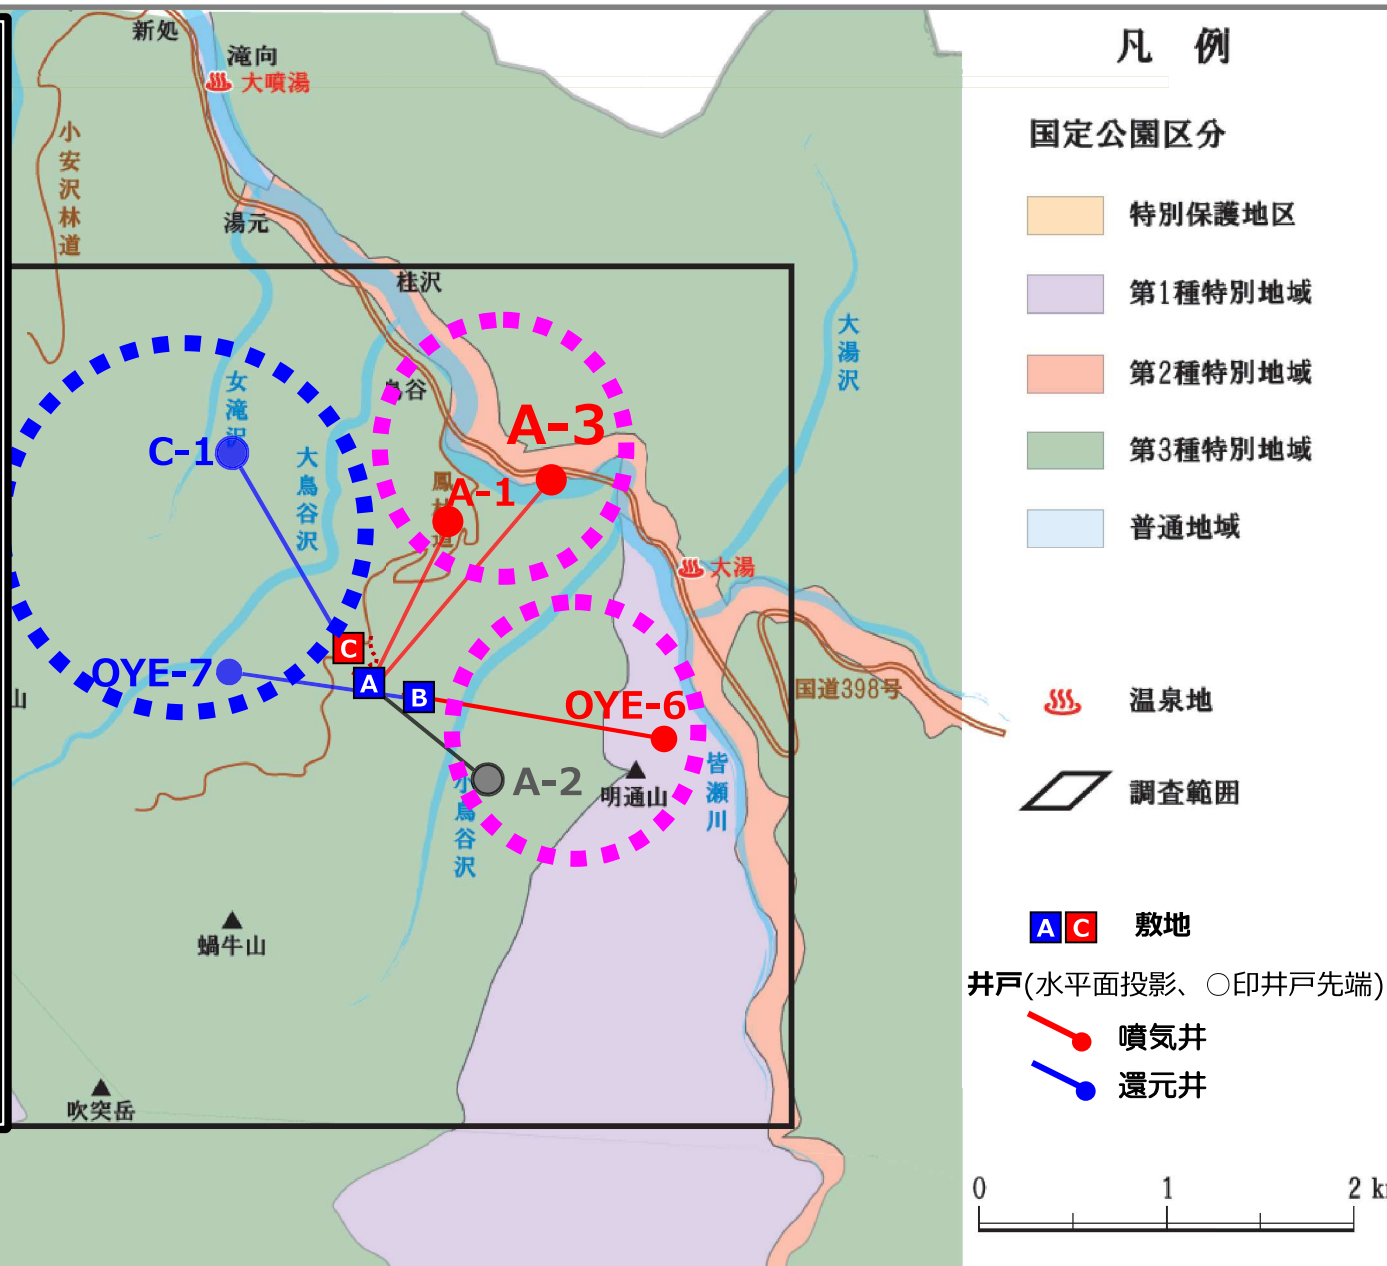 新処
滝向
大噴湯
小安沢林道
湯元
桂沢
大湯沢
女滝沢
鳥谷
A-3
C-1
大鳥谷沢
A-1
大湯
C
A
B
OYE-7
OYE-6
国道398号
A-2
明通山
皆瀬川
小鳥谷沢
山
蝸牛山
吹突岳
凡 例
国定公園区分
特別保護地区
第1種特別地域
第2種特別地域
第3種特別地域
普通地域
温泉地
調査範囲
A C 敷地
井戸(水平面投影、○印井戸先端)
噴気井
還元井
0 1 2